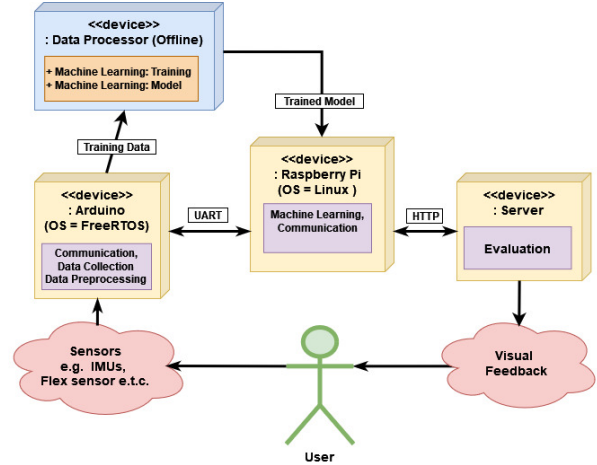 <<device>>
: Data Processor (Offline)
+ Machine Learning: Training
+ Machine Learning: Model
Training Data
Trained Model
<<device>>
: Arduino
(OS = FreeRTOS)
Communication,
Data Collection
Data Preprocessing
UART
<<device>>
: Raspberry Pi
(OS = Linux )
Machine Learning,
Communication
HTTP
<<device>>
: Server
Evaluation
Sensors
e.g. IMUs,
Flex sensor e.t.c.
User
Visual
Feedback